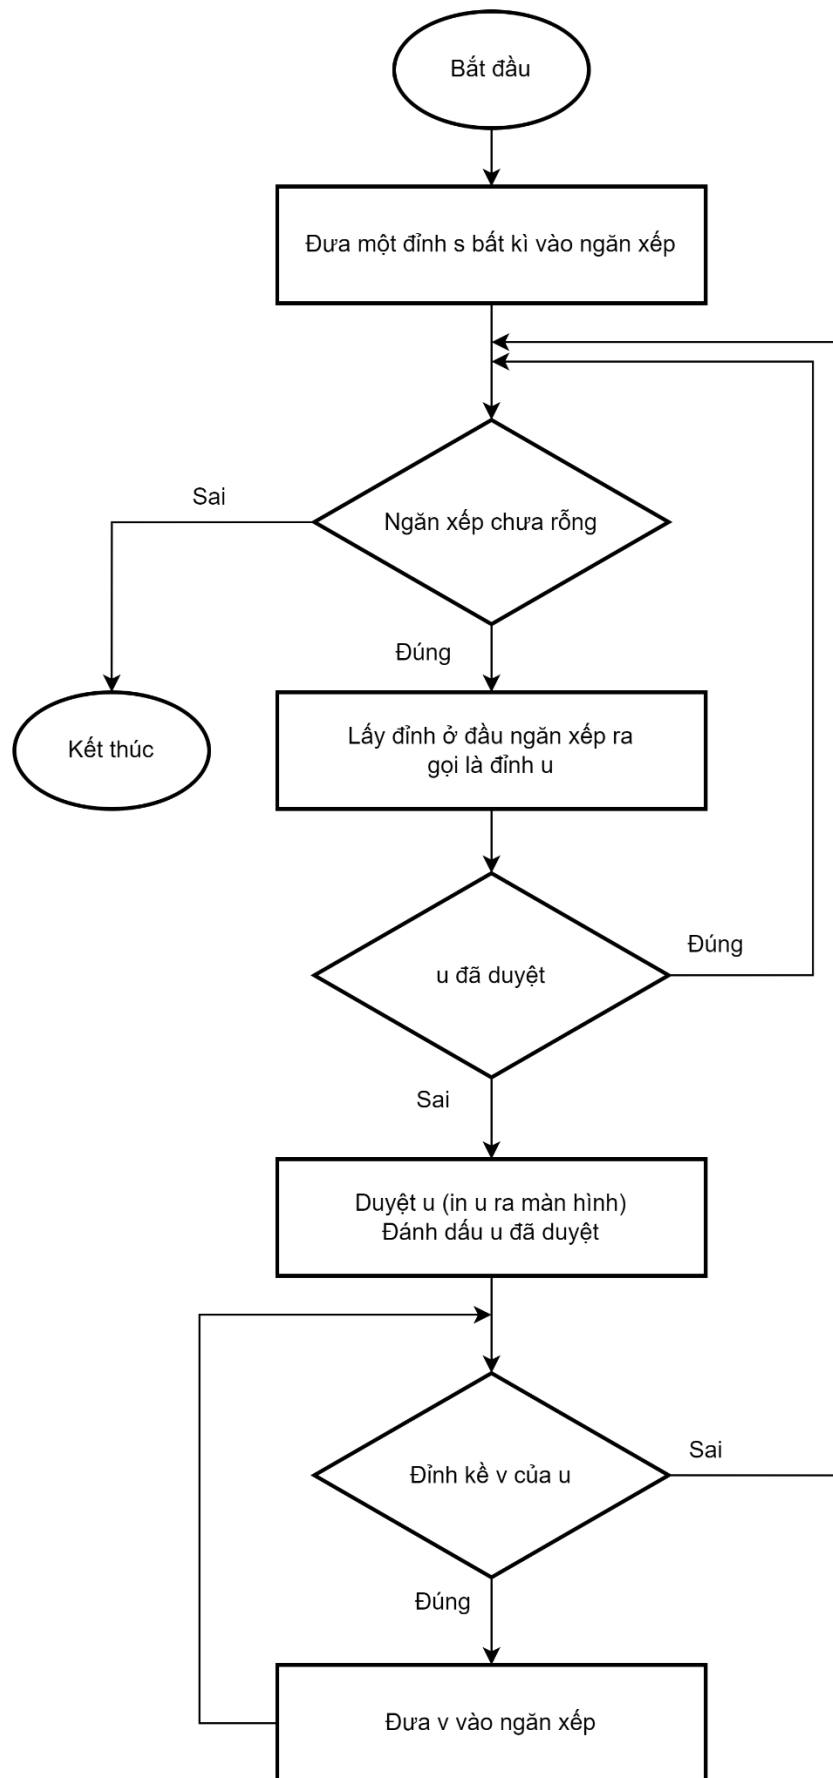 Bắt đầu
Đưa một đỉnh s bất kì vào ngăn xếp
Ngăn xếp chưa rỗng
Sai
Đúng
Kết thúc
Lấy đỉnh ở đầu ngăn xếp ra
gọi là đỉnh u
u đã duyệt
Đúng
Sai
Duyệt u (in u ra màn hình)
Đánh dấu u đã duyệt
Đỉnh kề v của u
Sai
Đúng
Đưa v vào ngăn xếp